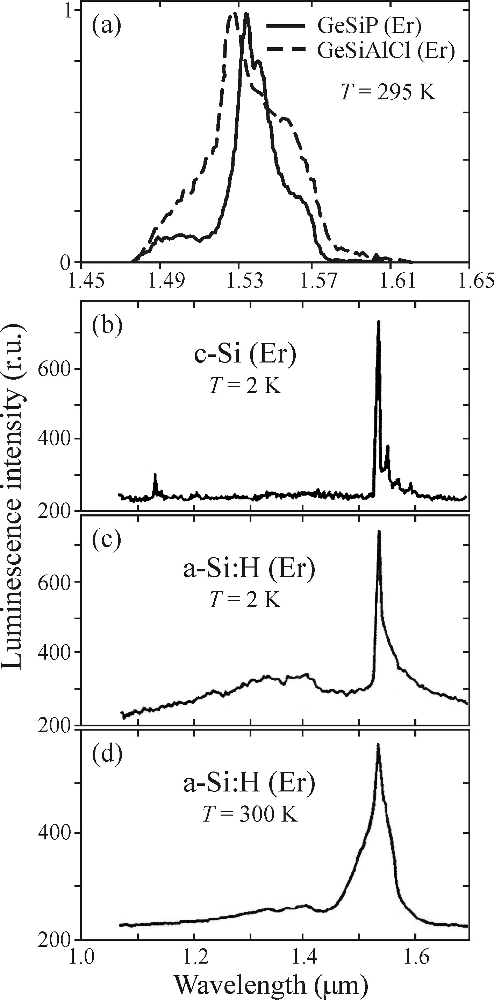 1
(a)
GeSiP (Er)
GeSiAlCl (Er)
T = 295 K
0
1.45 1.49 1.53 1.57 1.61 1.65
Luminescence intensity (r.u.)
(b)
c-Si (Er)
T = 2 K
600
400
200
(c)
a-Si:H (Er)
T = 2 K
600
400
200
(d)
a-Si:H (Er)
T = 300 K
400
200
1.0 1.2 1.4 1.6
Wavelength (μm)